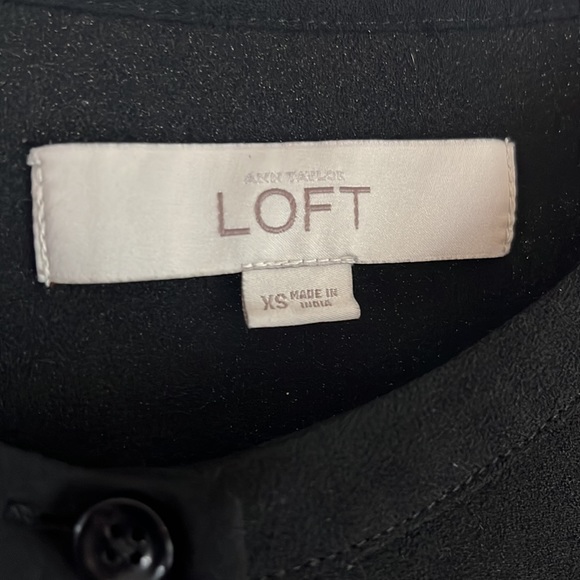 ANN TAYLOR
LOFT
XS MADE IN
INDIA